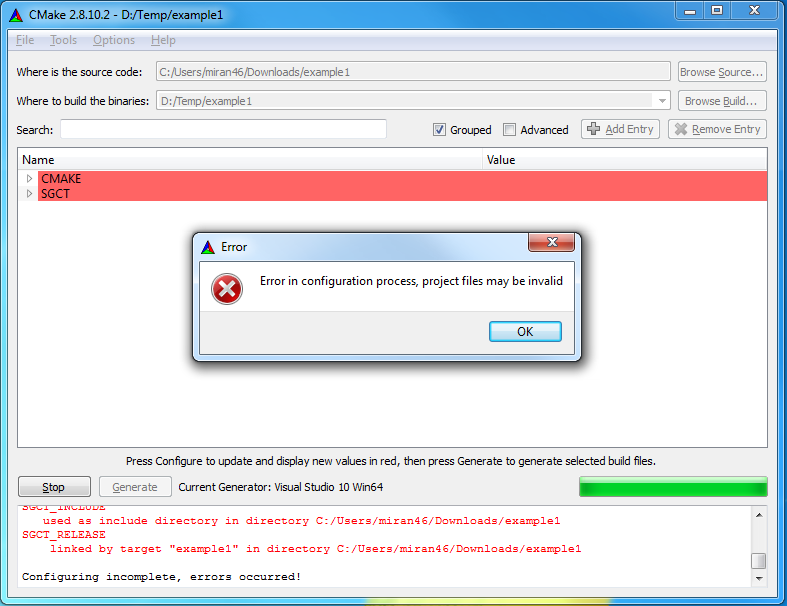 CMake 2.8.10.2 - D:/Temp/example1
File Tools Options Help
Where is the source code: C:/Users/miran46/Downloads/example1 Browse Source...
Where to build the binaries: D:/Temp/example1 Browse Build...
Search: Grouped Advanced Add Entry Remove Entry
Name Value
CMAKE
SGCT
Error
Error in configuration process, project files may be invalid
OK
Press Configure to update and display new values in red, then press Generate to generate selected build files.
Stop Generate Current Generator: Visual Studio 10 Win64
SGCT_INCLUDE
used as include directory in directory C:/Users/miran46/Downloads/example1
SGCT_RELEASE
linked by target "example1" in directory C:/Users/miran46/Downloads/example1
Configuring incomplete, errors occurred!